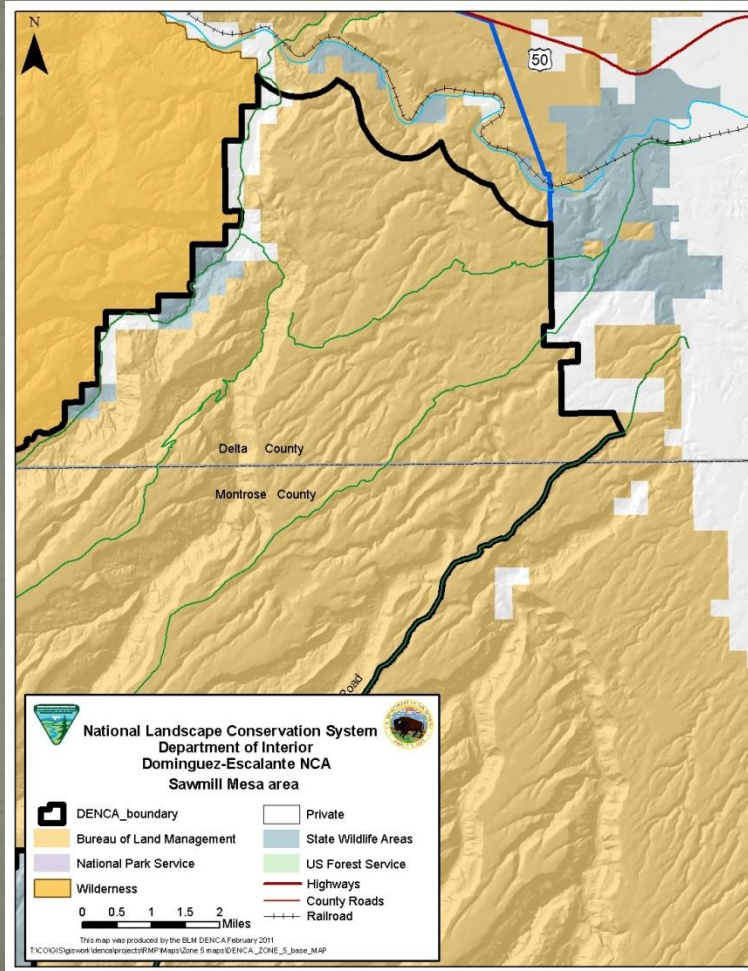 N
50
Delta County
Montrose County
Road
National Landscape Conservation System
Department of Interior
Dominguez-Escalante NCA
Sawmill Mesa area
DENCA_boundary
Bureau of Land Management
National Park Service
Wilderness
Private
State Wildlife Areas
US Forest Service
Highways
County Roads
Railroad
0 0.5 1 1.5 2
Miles
This map was produced by the BLM DENCA February 2011
T:\CO\GIS\giswork\denca\projects\RMP\Maps\Zone 5 maps\DENCA_ZONE_5_base_MAP